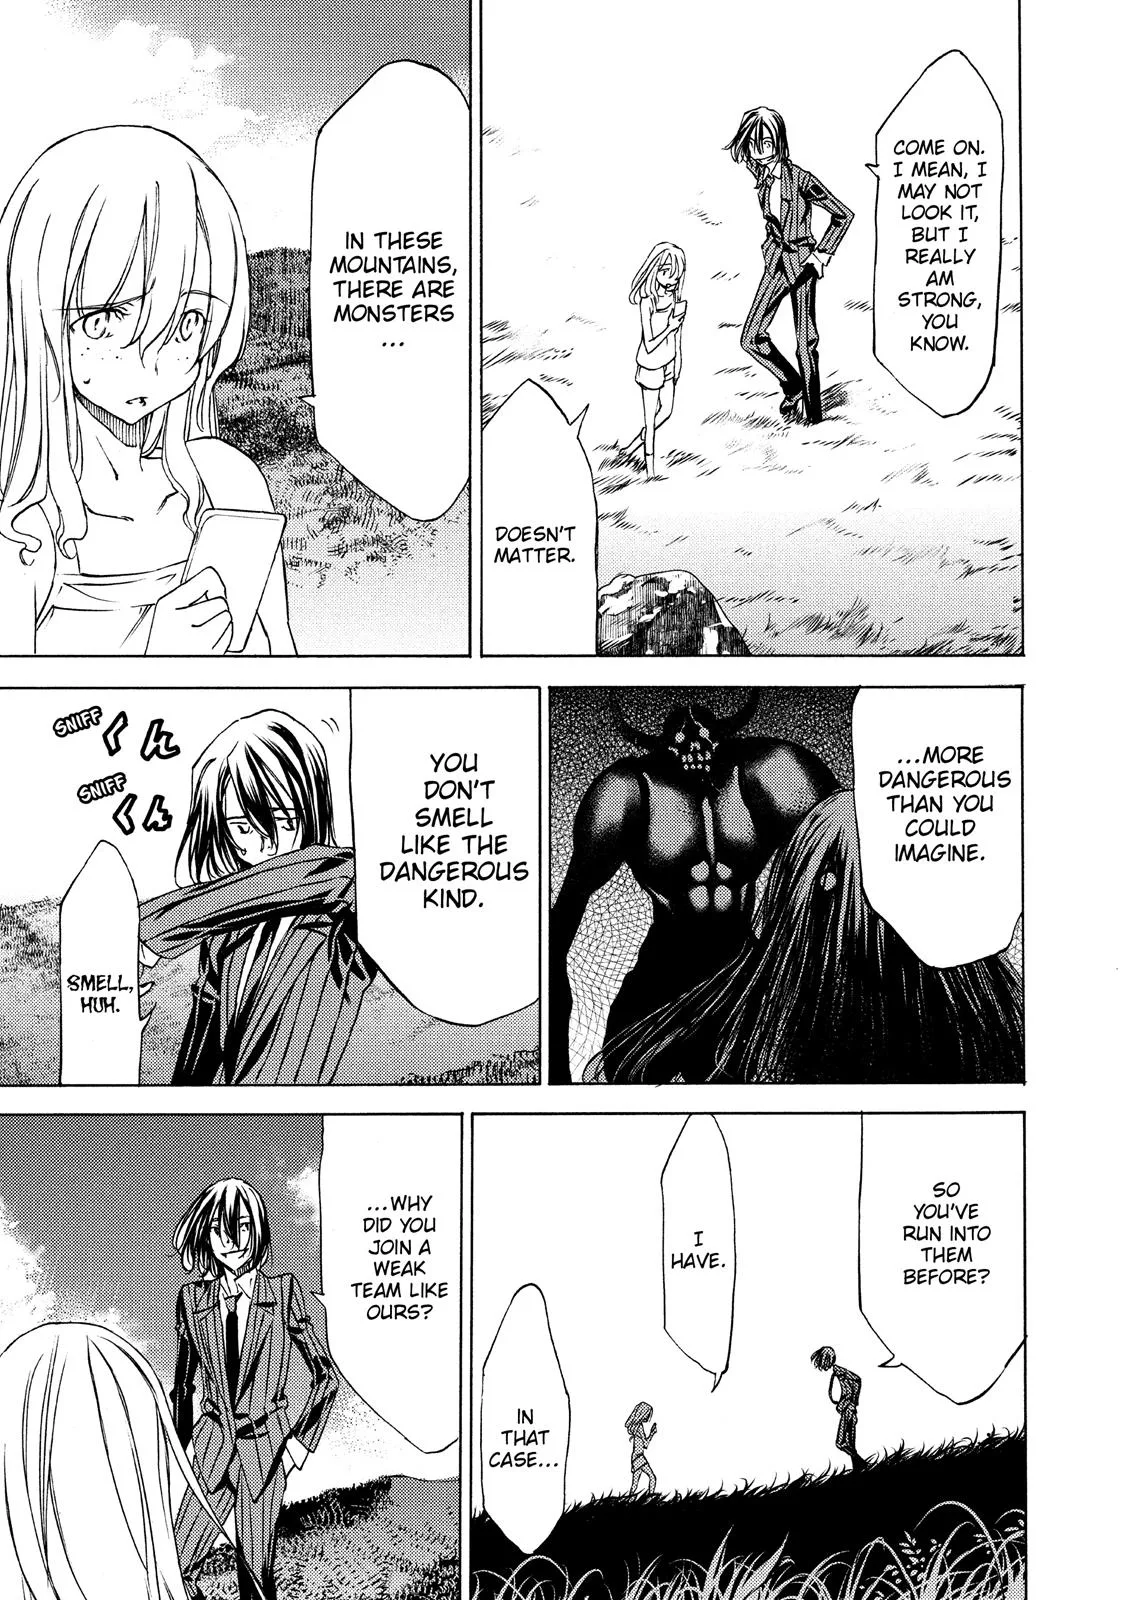 COME ON.
I MEAN, I
MAY NOT
LOOK IT,
BUT I
REALLY
AM
STRONG,
YOU
KNOW.
DOESN'T
MATTER.
IN THESE
MOUNTAINS,
THERE ARE
MONSTERS
...
...MORE
DANGEROUS
THAN YOU
COULD
IMAGINE.
YOU
DON'T
SMELL
LIKE THE
DANGEROUS
KIND.
SNIFF
くん
SNIFF
くん
SMELL,
HUH.
SO
YOU'VE
RUN INTO
THEM
BEFORE?
I
HAVE.
IN
THAT
CASE...
...WHY
DID YOU
JOIN A
WEAK
TEAM LIKE
OURS?